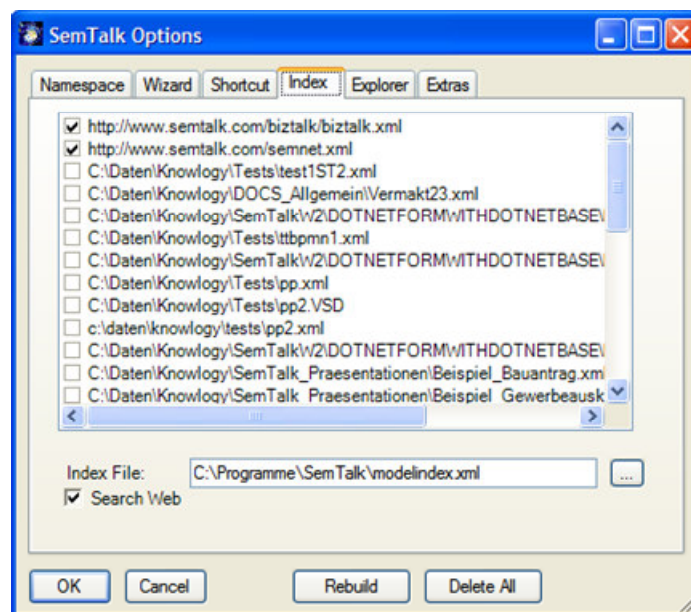 SemTalk Options
Namespace Wizard Shortcut Index Explorer Extras
http://www.semtalk.com/biztalk/biztalk.xml
http://www.semtalk.com/semnet.xml
C:\Daten\Knowlogy\Tests\test1ST2.xml
C:\Daten\Knowlogy\DOCS_Allgemein\Vermakt23.xml
C:\Daten\Knowlogy\SemTalkW2\DOTNETFORMWITHDOTNETBASE\
C:\Daten\Knowlogy\Tests\ttbpmn1.xml
C:\Daten\Knowlogy\SemTalkW2\DOTNETFORMWITHDOTNETBASE\
C:\Daten\Knowlogy\Tests\pp.xml
C:\Daten\Knowlogy\Tests\pp2.VSD
c:\daten\knowlogy\tests\pp2.xml
C:\Daten\Knowlogy\SemTalkW2\DOTNETFORMWITHDOTNETBASE\
C:\Daten\Knowlogy\SemTalk_Praesentationen\Beispiel_Bauantrag.xml
C:\Daten\Knowlogy\SemTalk_Praesentationen\Beispiel_Gewerbeausk
Index File: C:\Programme\SemTalk\modelindex.xml ...
Search Web
OK Cancel Rebuild Delete All